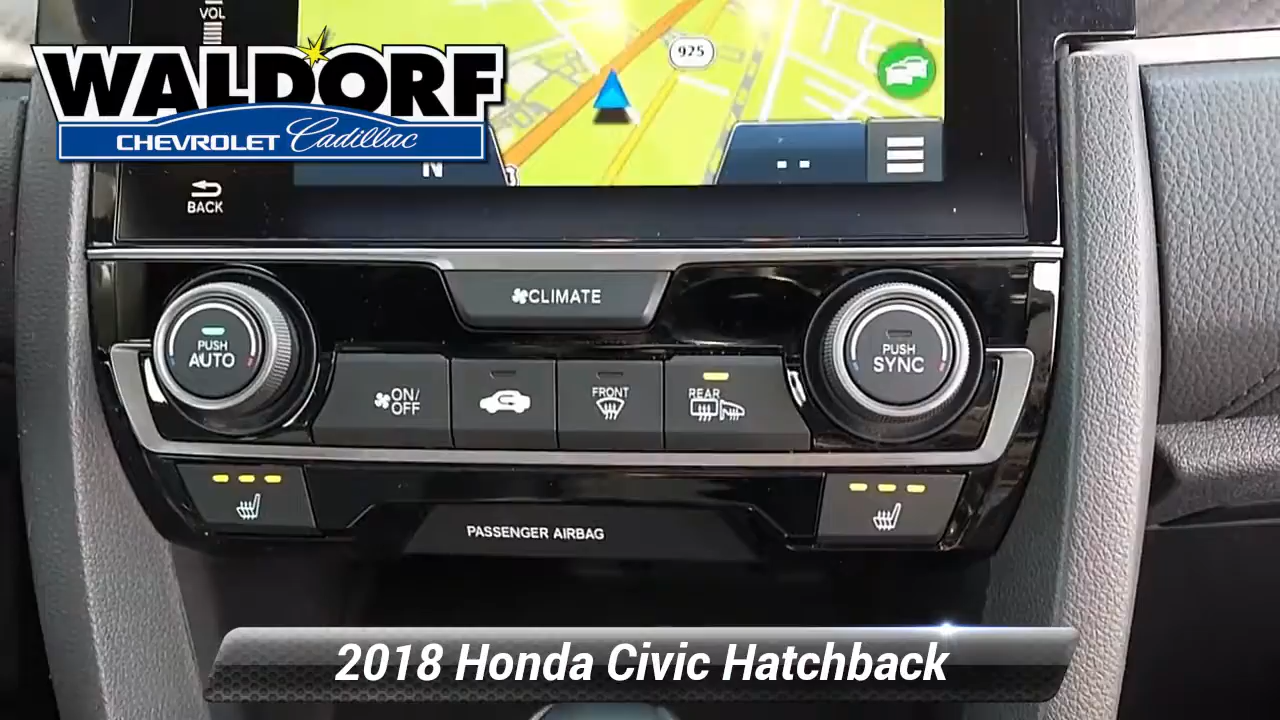 VOL
WALDORF
CHEVROLET Cadillac
925
N
BACK
CLIMATE
PUSH
AUTO
PUSH
SYNC
ON/
OFF
FRONT
REAR
PASSENGER AIRBAG
2018 Honda Civic Hatchback